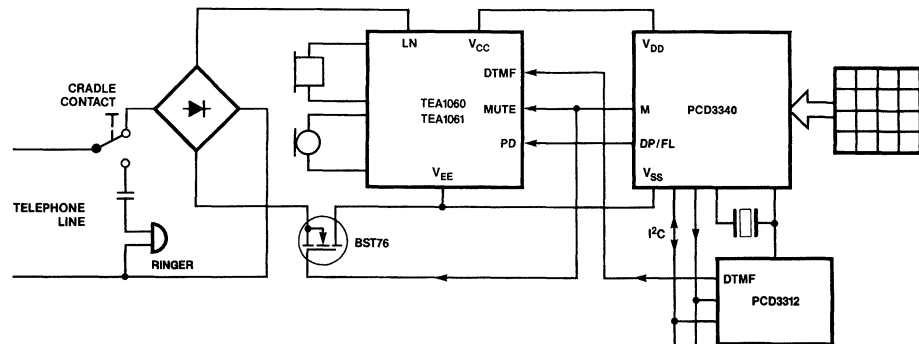 LN
VCC
DTMF
TEA1060
TEA1061
MUTE
PD
VEE
VDD
PCD3340
M
DP/FL
VSS
CRADLE
CONTACT
TELEPHONE
LINE
RINGER
BST76
I²C
DTMF
PCD3312